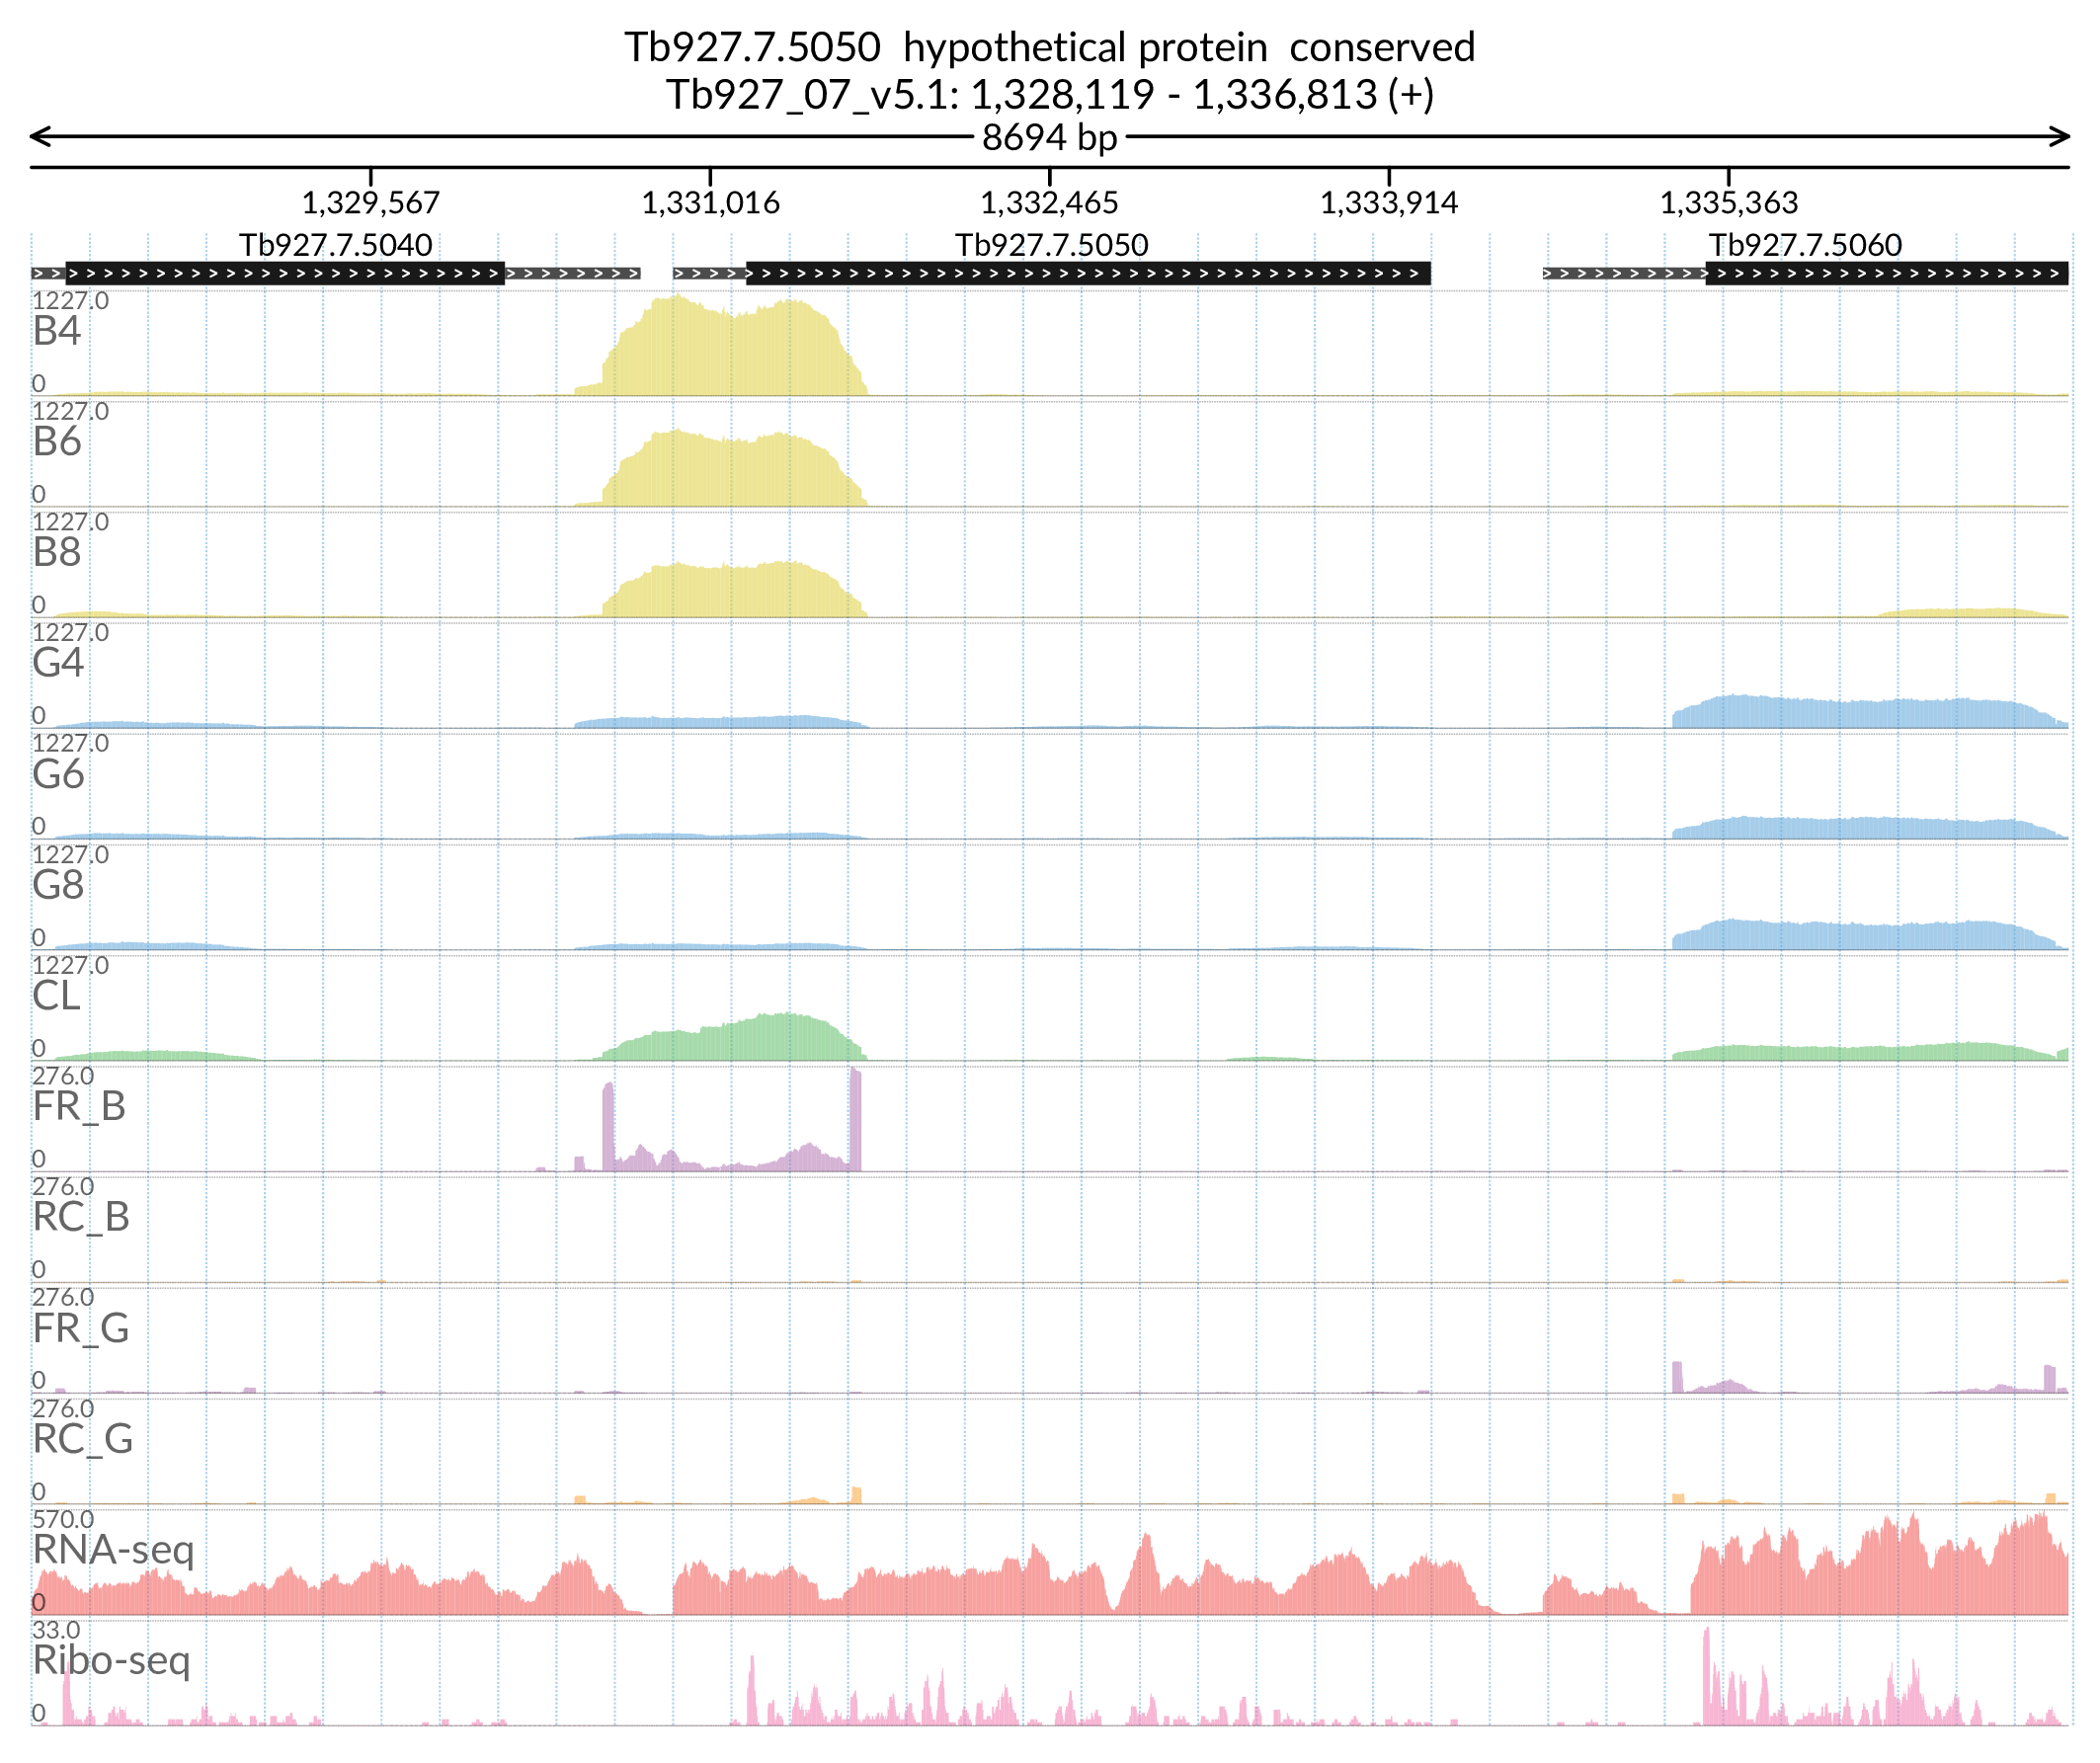 Tb927.7.5050 hypothetical protein conserved
Tb927_07_v5.1: 1,328,119 - 1,336,813 (+)
8694 bp
1,329,567 1,331,016 1,332,465 1,333,914 1,335,363
Tb927.7.5040 Tb927.7.5050 Tb927.7.5060
1227.0
B4
0
1227.0
B6
0
1227.0
B8
0
1227.0
G4
0
1227.0
G6
0
1227.0
G8
0
1227.0
CL
0
276.0
FR_B
0
276.0
RC_B
0
276.0
FR_G
0
276.0
RC_G
0
570.0
RNA-seq
0
33.0
Ribo-seq
0